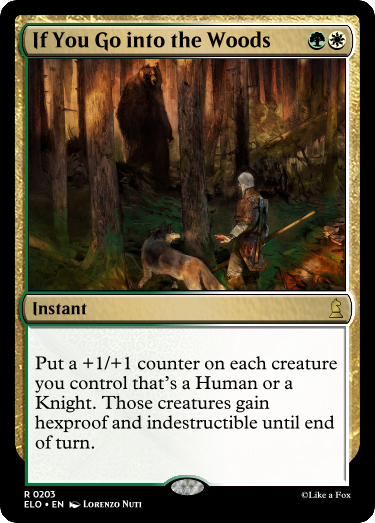 If You Go into the Woods
Instant
Put a +1/+1 counter on each creature
you control that's a Human or a
Knight. Those creatures gain
hexproof and indestructible until end
of turn.
R 0203
ELO • EN Lorenzo Nuti
©Like a Fox